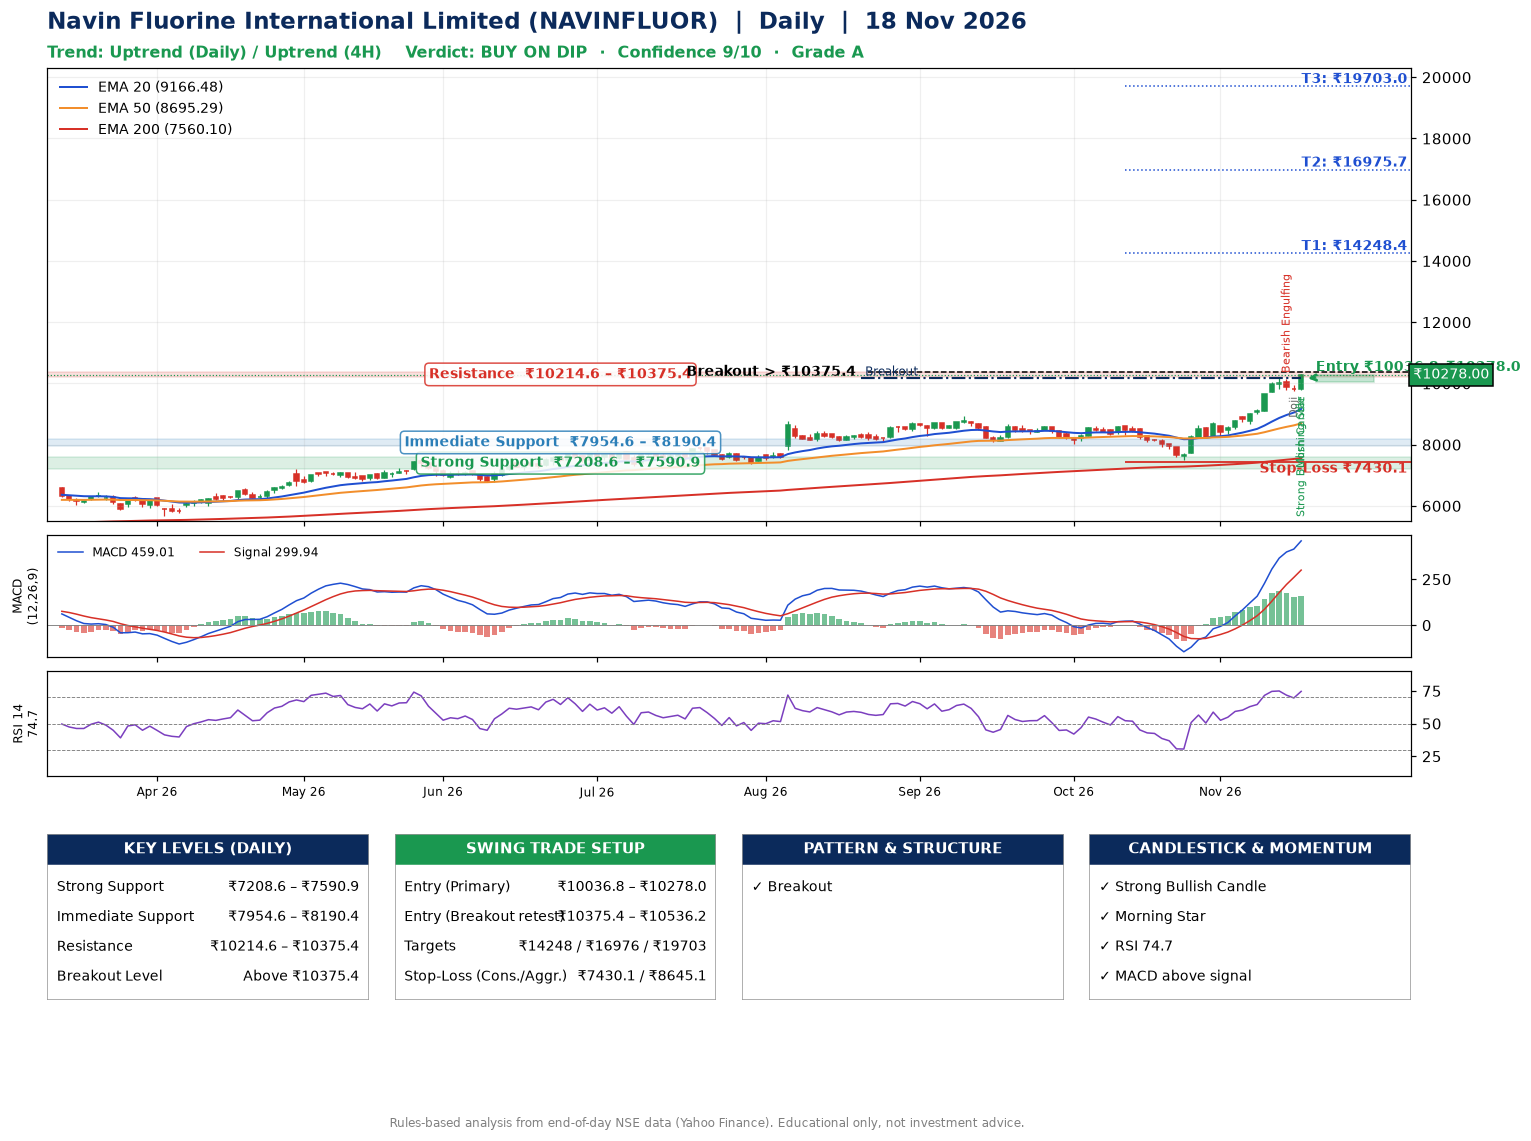 Navin Fluorine International Limited (NAVINFLUOR) | Daily | 18 Nov 2026
Trend: Uptrend (Daily) / Uptrend (4H) Verdict: BUY ON DIP · Confidence 9/10 · Grade A
EMA 20 (9166.48)
EMA 50 (8695.29)
EMA 200 (7560.10)
T3: ₹19703.0
T2: ₹16975.7
T1: ₹14248.4
20000
18000
16000
14000
12000
10000
8000
6000
Bearish Engulfing
Resistance ₹10214.6 – ₹10375.4
Breakout > ₹10375.4
Breakout
₹10278.00
Immediate Support ₹7954.6 – ₹8190.4
Strong Support ₹7208.6 – ₹7590.9
Stop-Loss ₹7430.1
Doji
MACD 459.01
Signal 299.94
MACD
(12,26,9)
250
0
RSI 14
74.7
75
50
25
Apr 26
May 26
Jun 26
Jul 26
Aug 26
Sep 26
Oct 26
Nov 26
KEY LEVELS (DAILY)
Strong Support ₹7208.6 – ₹7590.9
Immediate Support ₹7954.6 – ₹8190.4
Resistance ₹10214.6 – ₹10375.4
Breakout Level Above ₹10375.4
SWING TRADE SETUP
Entry (Primary) ₹10036.8 – ₹10278.0
Entry (Breakout retest) ₹10375.4 – ₹10536.2
Targets ₹14248 / ₹16976 / ₹19703
Stop-Loss (Cons./Aggr.) ₹7430.1 / ₹8645.1
PATTERN & STRUCTURE
✓ Breakout
CANDLESTICK & MOMENTUM
✓ Strong Bullish Candle
✓ Morning Star
✓ RSI 74.7
✓ MACD above signal
Rules-based analysis from end-of-day NSE data (Yahoo Finance). Educational only, not investment advice.